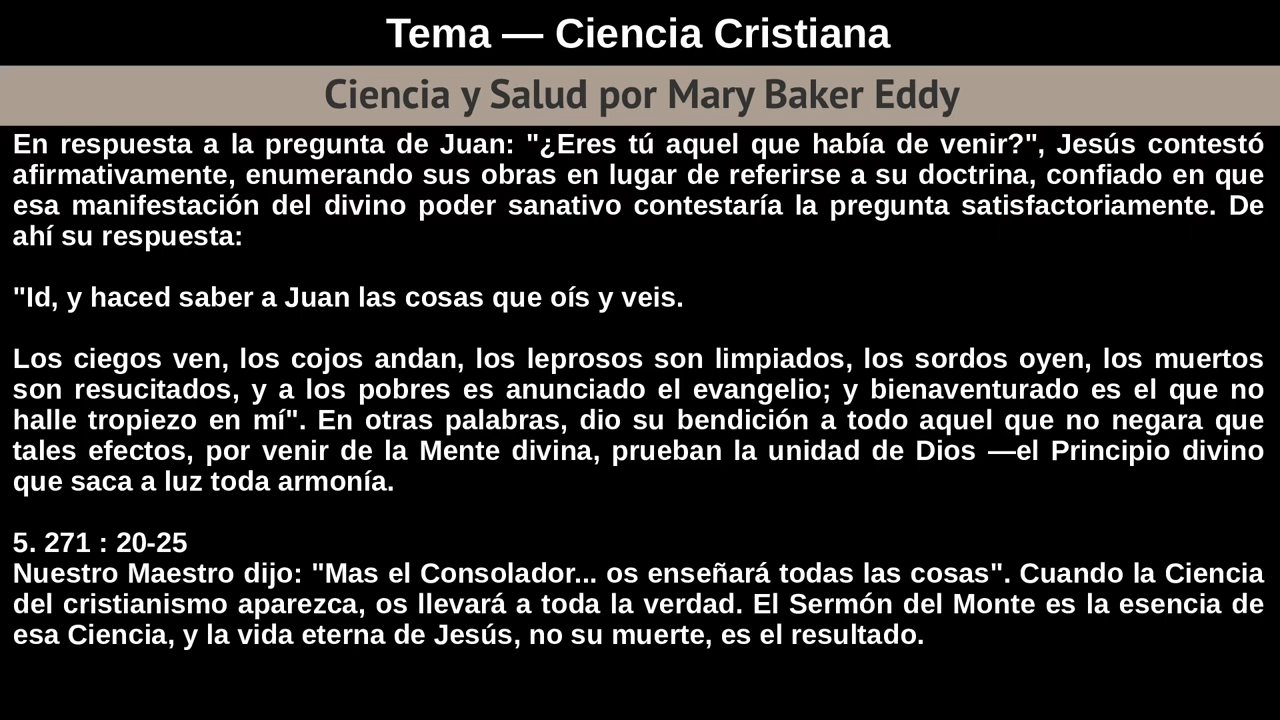 Tema — Ciencia Cristiana
Ciencia y Salud por Mary Baker Eddy
En respuesta a la pregunta de Juan: "¿Eres tú aquel que había de venir?", Jesús contestó
afirmativamente, enumerando sus obras en lugar de referirse a su doctrina, confiado en que
esa manifestación del divino poder sanativo contestaría la pregunta satisfactoriamente. De
ahí su respuesta:
"Id, y haced saber a Juan las cosas que oís y veis.
Los ciegos ven, los cojos andan, los leprosos son limpiados, los sordos oyen, los muertos
son resucitados, y a los pobres es anunciado el evangelio; y bienaventurado es el que no
halle tropiezo en mí". En otras palabras, dio su bendición a todo aquel que no negara que
tales efectos, por venir de la Mente divina, prueban la unidad de Dios —el Principio divino
que saca a luz toda armonía.
5. 271 : 20-25
Nuestro Maestro dijo: "Mas el Consolador... os enseñará todas las cosas". Cuando la Ciencia
del cristianismo aparezca, os llevará a toda la verdad. El Sermón del Monte es la esencia de
esa Ciencia, y la vida eterna de Jesús, no su muerte, es el resultado.